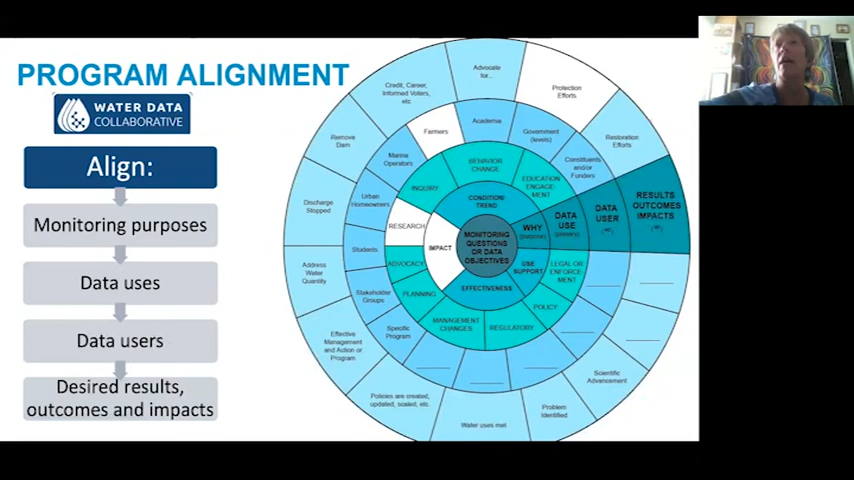 PROGRAM ALIGNMENT
WATER DATA
COLLABORATIVE
Align:
Monitoring purposes
Data uses
Data users
Desired results,
outcomes and impacts
MONITORING
QUESTIONS
OR DATA
OBJECTIVES
WHY
(purpose)
DATA
USE
(primary)
DATA
USER
RESULTS
OUTCOMES
IMPACTS
CONDITION/
TREND
USE
SUPPORT
EFFECTIVENESS
IMPACT
BEHAVIOR
CHANGE
EDUCATION
ENGAGE-
MENT
LEGAL OR
ENFORCE-
MENT
POLICY
REGULATORY
MANAGEMENT
CHANGES
PLANNING
ADVOCACY
RESEARCH
INQUIRY
Academia
Government
(levels)
Constituents
and/or
Funders
Specific
Program
Stakeholder
Groups
Students
Urban
Homeowners
Marina
Operators
Farmers
Advocate
for...
Protection
Efforts
Restoration
Efforts
Scientific
Advancement
Problem
Identified
Water uses met
Policies are created,
updated, scaled, etc.
Effective
Management
and Action or
Program
Address
Water
Quantity
Discharge
Stopped
Remove
Dam
Credit, Career,
Informed Voters,
etc